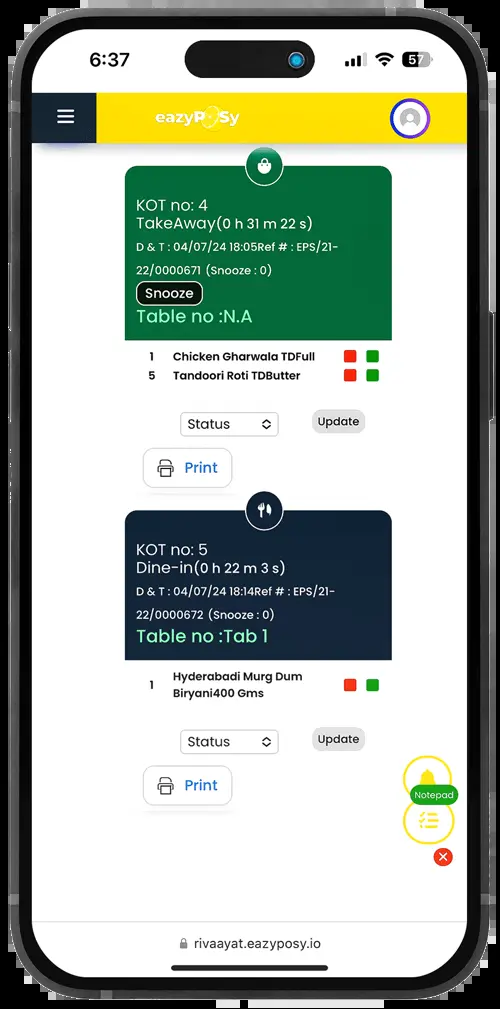 6:37
57
eazyPOSy
KOT no: 4
TakeAway(0 h 31 m 22 s)
D & T : 04/07/24 18:05Ref # : EPS/21-
22/0000671 (Snooze : 0)
Snooze
Table no :N.A
1 Chicken Gharwala TDFull
5 Tandoori Roti TDButter
Status Update
Print
KOT no: 5
Dine-in(0 h 22 m 3 s)
D & T : 04/07/24 18:14Ref # : EPS/21-
22/0000672 (Snooze : 0)
Table no :Tab 1
1 Hyderabadi Murg Dum
Biryani400 Gms
Status Update
Print
Notepad
rivaayat.eazyposy.io